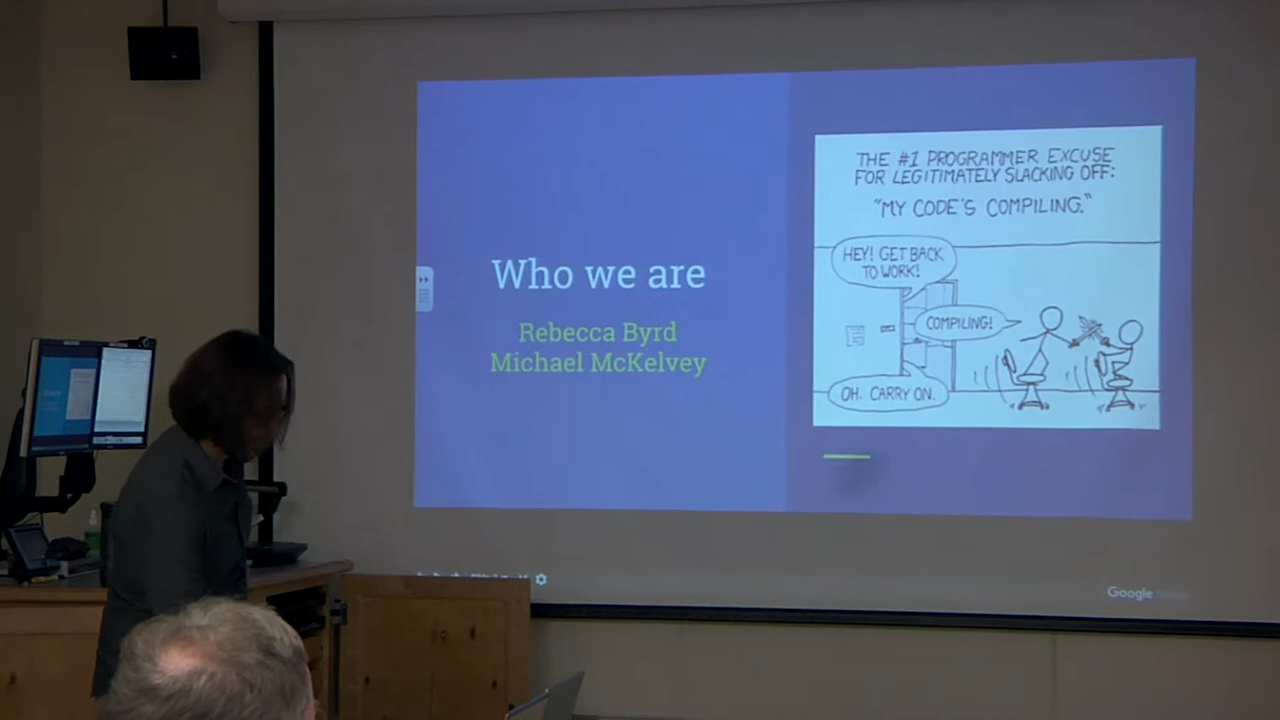 Who we are
Rebecca Byrd
Michael McKelvey
THE #1 PROGRAMMER EXCUSE
FOR LEGITIMATELY SLACKING OFF:
"MY CODE'S COMPILING."
HEY! GET BACK
TO WORK!
COMPILING!
OH. CARRY ON.
Google